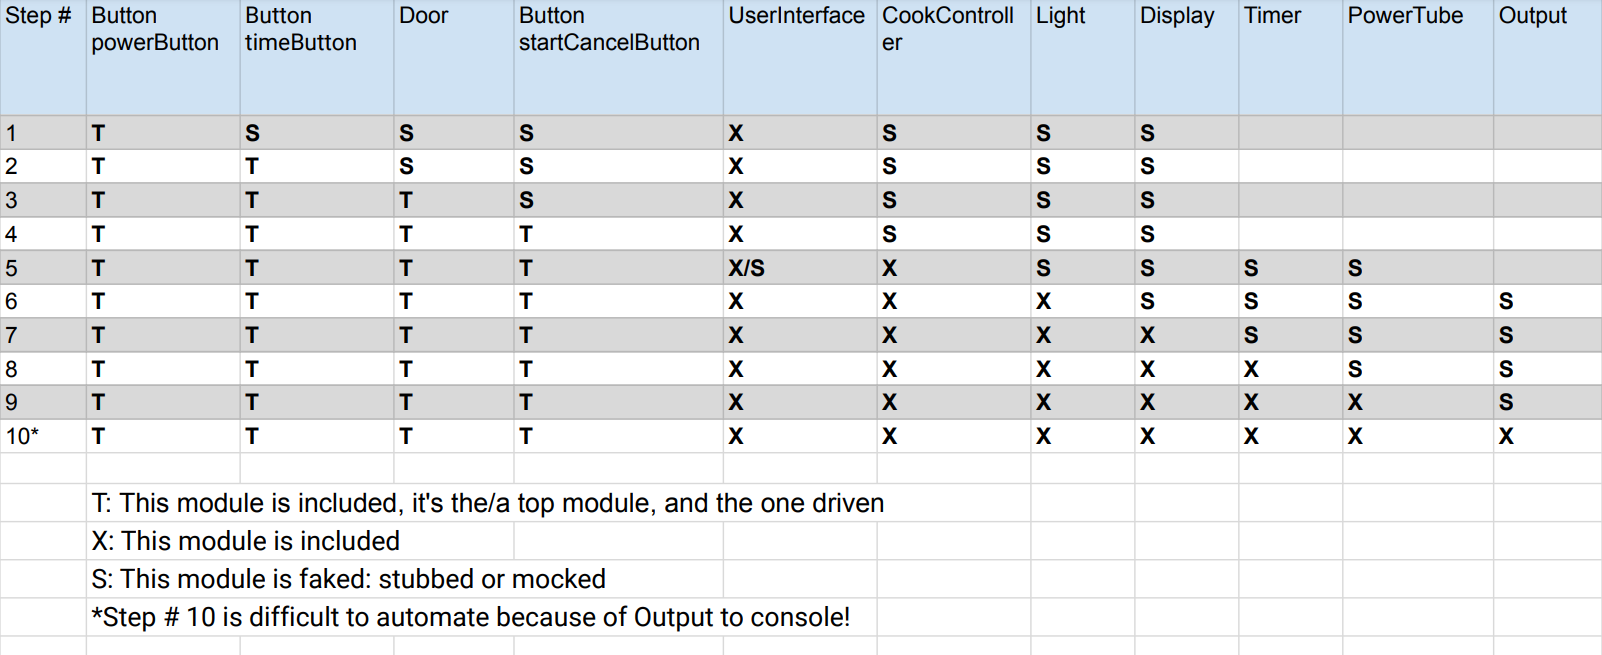 Step # Button powerButton Button timeButton Door Button startCancelButton UserInterface CookControll er Light Display Timer PowerTube Output
1 T S S S X S S S
2 T T S S X S S S
3 T T T S X S S S
4 T T T T X S S S
5 T T T T X/S X S S S S
6 T T T T X X X S S S S
7 T T T T X X X X S S S
8 T T T T X X X X X S S
9 T T T T X X X X X X S
10* T T T T X X X X X X X
T: This module is included, it's the/a top module, and the one driven
X: This module is included
S: This module is faked: stubbed or mocked
*Step # 10 is difficult to automate because of Output to console!